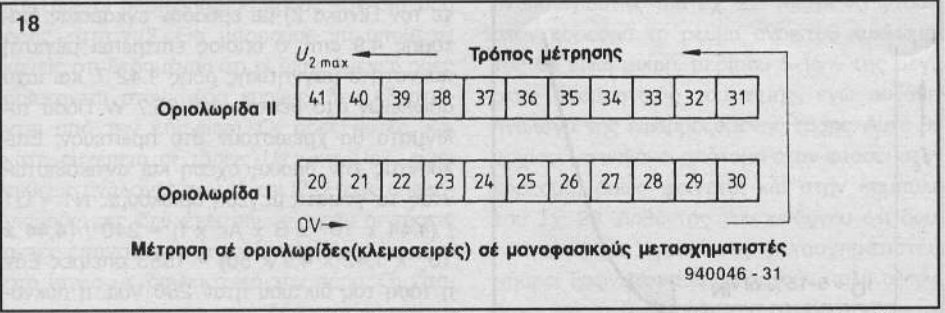 18
U2 max Τρόπος μέτρησης
Οριολωρίδα II 41 40 39 38 37 36 35 34 33 32 31
Οριολωρίδα I 20 21 22 23 24 25 26 27 28 29 30
0V
Μέτρηση σέ οριολωρίδες(κλεμοσειρές) σέ μονοφασικούς μετασχηματιστές
940046 - 31